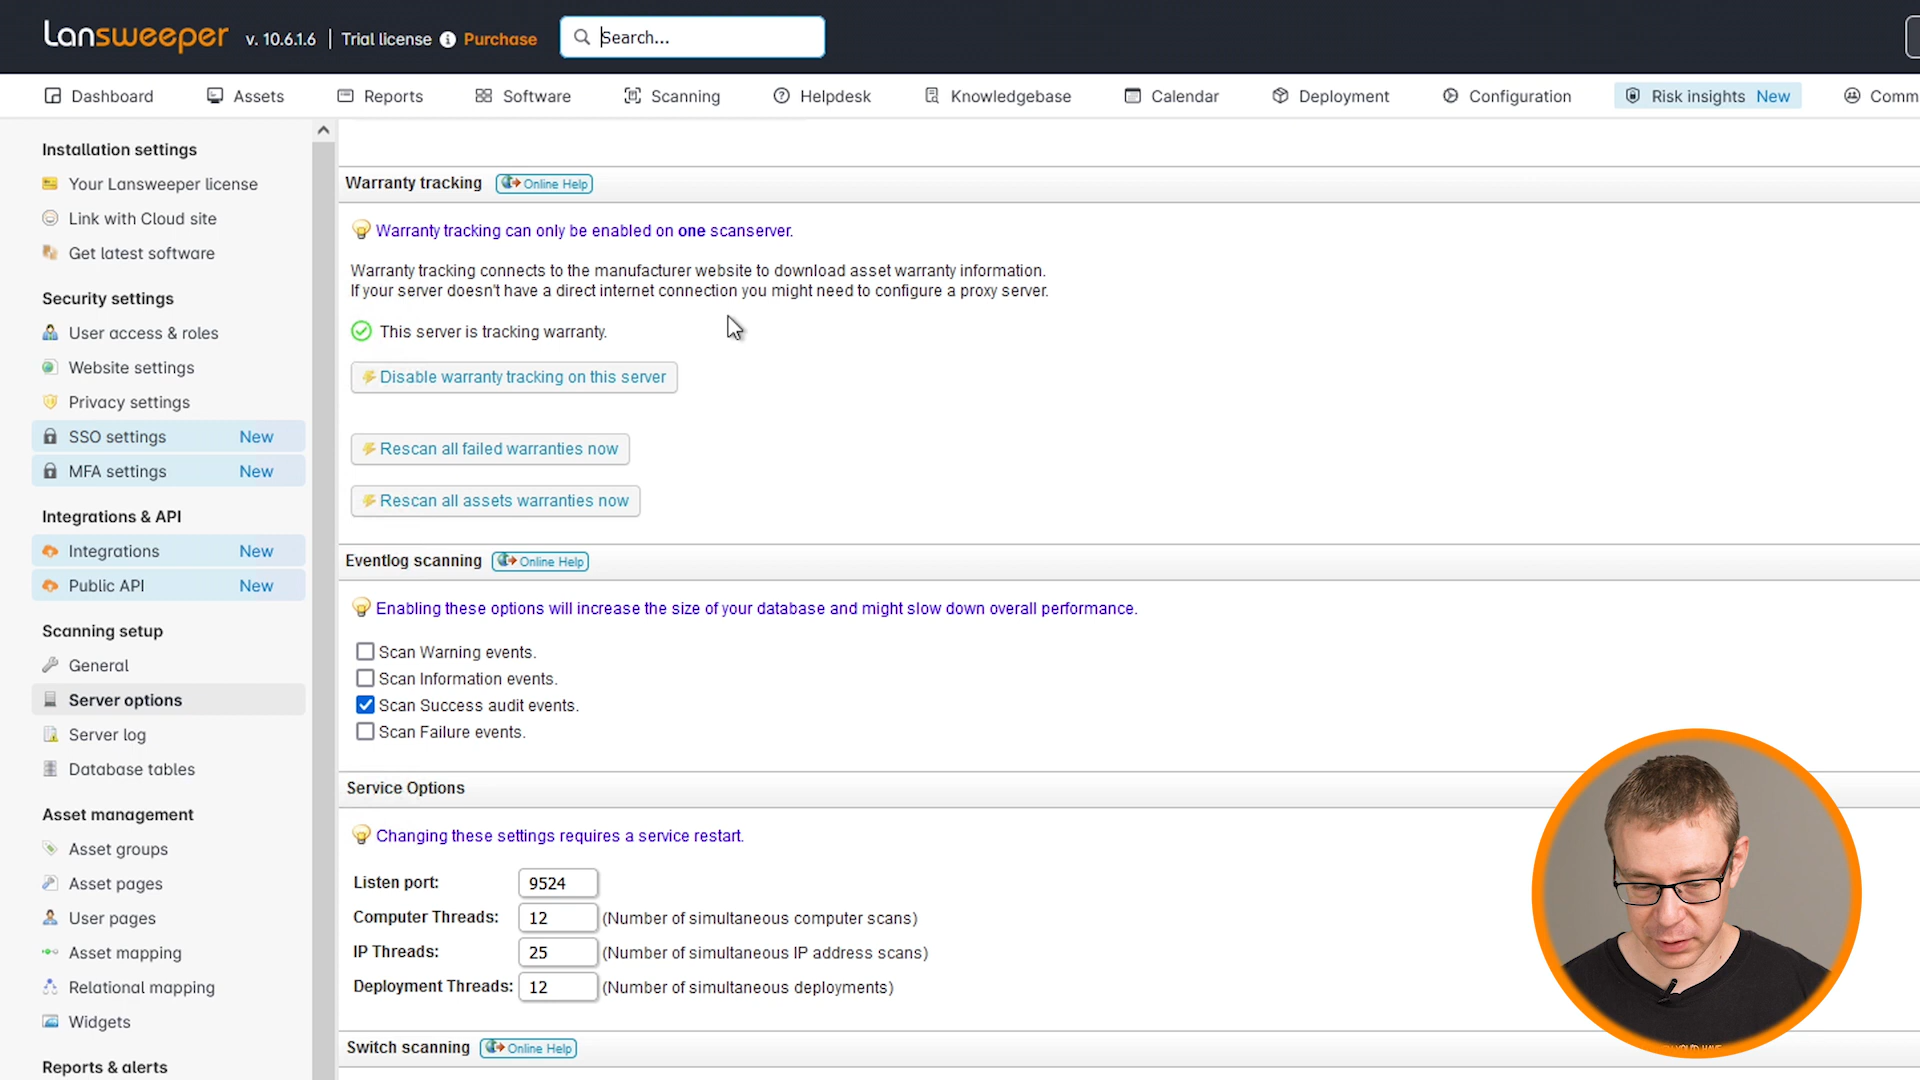 Lansweeper v. 10.6.1.6 | Trial license Purchase Search...
Dashboard Assets Reports Software Scanning Helpdesk Knowledgebase Calendar Deployment Configuration Risk insights New Comm
Installation settings
Your Lansweeper license
Link with Cloud site
Get latest software
Security settings
User access & roles
Website settings
Privacy settings
SSO settings New
MFA settings New
Integrations & API
Integrations New
Public API New
Scanning setup
General
Server options
Server log
Database tables
Asset management
Asset groups
Asset pages
User pages
Asset mapping
Relational mapping
Widgets
Reports & alerts
Warranty tracking Online Help
Warranty tracking can only be enabled on one scanserver.
Warranty tracking connects to the manufacturer website to download asset warranty information.
If your server doesn't have a direct internet connection you might need to configure a proxy server.
This server is tracking warranty.
Disable warranty tracking on this server
Rescan all failed warranties now
Rescan all assets warranties now
Eventlog scanning Online Help
Enabling these options will increase the size of your database and might slow down overall performance.
Scan Warning events.
Scan Information events.
Scan Success audit events.
Scan Failure events.
Service Options
Changing these settings requires a service restart.
Listen port: 9524
Computer Threads: 12 (Number of simultaneous computer scans)
IP Threads: 25 (Number of simultaneous IP address scans)
Deployment Threads: 12 (Number of simultaneous deployments)
Switch scanning Online Help